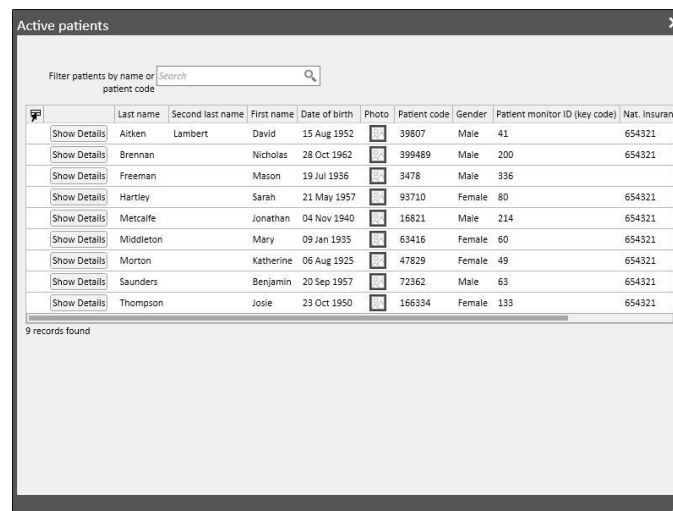 Active patients
Filter patients by name or Search
patient code
Last name Second last name First name Date of birth Photo Patient code Gender Patient monitor ID (key code) Nat. Insuran
Show Details Aitken Lambert David 15 Aug 1952 39807 Male 41 654321
Show Details Brennan Nicholas 28 Oct 1962 399489 Male 200 654321
Show Details Freeman Mason 19 Jul 1936 3478 Male 336
Show Details Hartley Sarah 21 May 1957 93710 Female 80 654321
Show Details Metcalfe Jonathan 04 Nov 1940 16821 Male 214 654321
Show Details Middleton Mary 09 Jan 1935 63416 Female 60 654321
Show Details Morton Katherine 06 Aug 1925 47829 Female 49 654321
Show Details Saunders Benjamin 20 Sep 1957 72362 Male 63 654321
Show Details Thompson Josie 23 Oct 1950 166334 Female 133 654321
9 records found